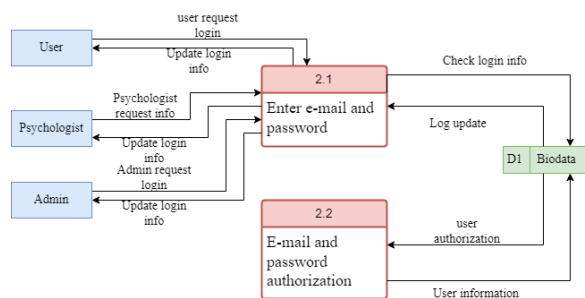 user request
login
User
Update login
info
2.1
Check login info
Psychologist
request info
Enter e-mail and
password
Psychologist
Log update
Update login
info
D1 Biodata
Admin request
login
Admin
Update login
info
2.2
user
authorization
E-mail and
password
authorization
User information